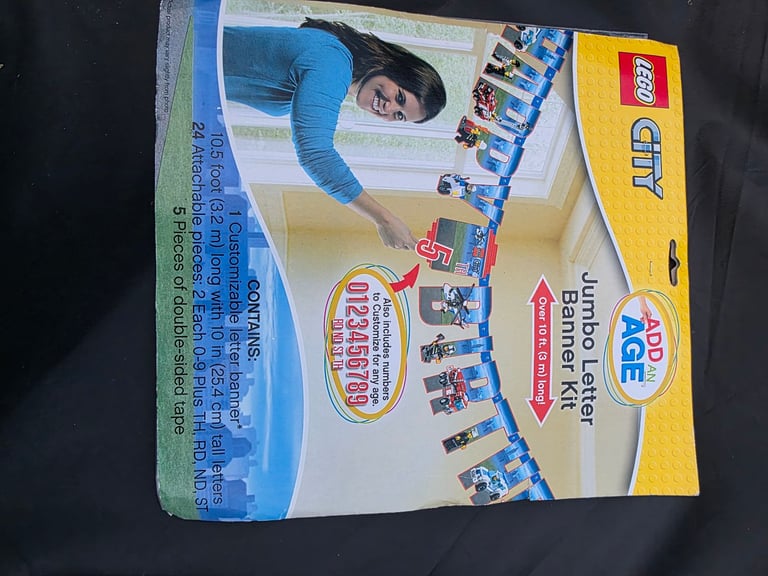 LEGO
CITY
ADD
AN
AGE
Jumbo Letter
Banner Kit
Over 10 ft. (3 m) long!
5
TH
BIRTH
Also includes numbers
to Customize for any age.
0123456789
CONTAINS:
1 Customizable letter banner*
10.5 foot (3.2 m) long with 10 in (25.4 cm) tall letters
24 Attachable pieces: 2 Each 0-9 Plus, TH, RD, ND, ST
5 Pieces of double-sided tape